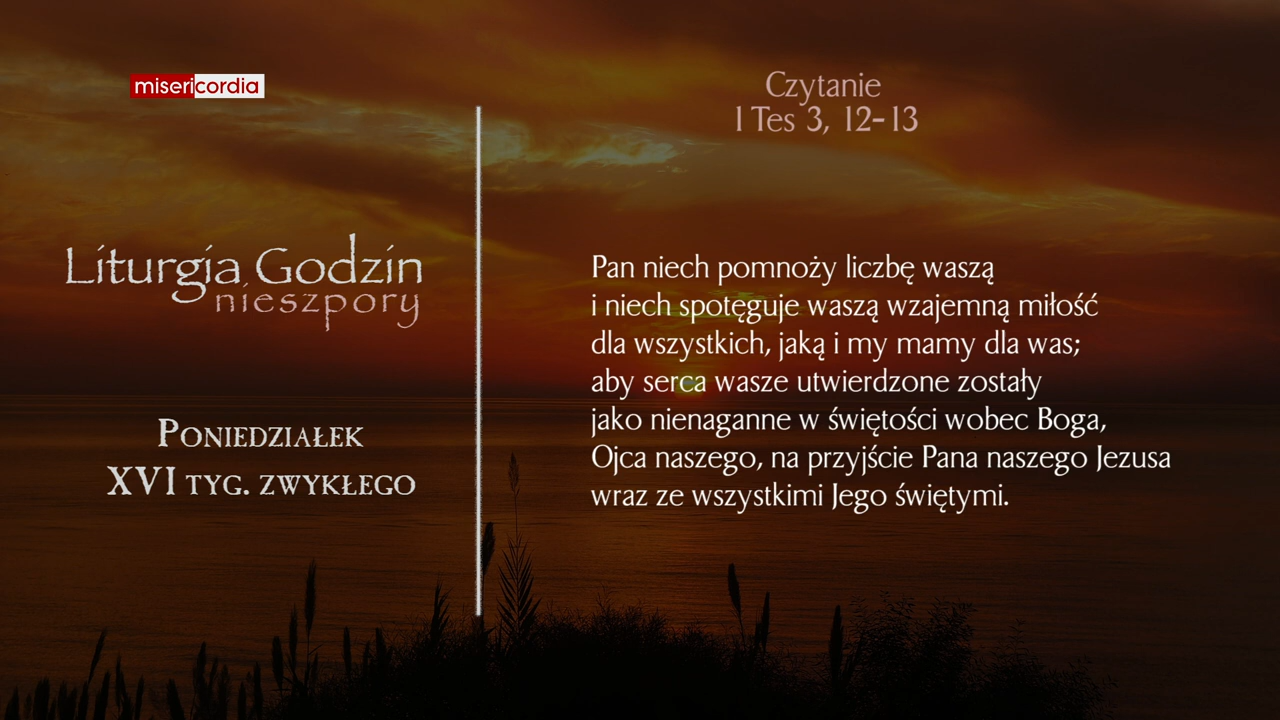 misericordia
Liturgia Godzin
nieszpory
Poniedziałek
XVI tyg. zwykłego
Czytanie
1 Tes 3, 12-13
Pan niech pomnoży liczbę waszą
i niech spotęguje waszą wzajemną miłość
dla wszystkich, jaką i my mamy dla was;
aby serca wasze utwierdzone zostały
jako nienaganne w świętości wobec Boga,
Ojca naszego, na przyjście Pana naszego Jezusa
wraz ze wszystkimi Jego świętymi.